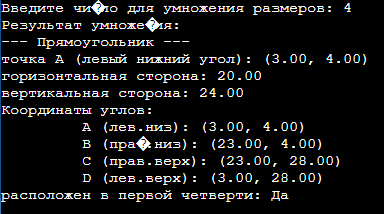 Введите чи�ло для умножения размеров: 4
Результат умноже�ия:
--- Прямоугольник ---
точка A (левый нижний угол): (3.00, 4.00)
горизонтальная сторона: 20.00
вертикальная сторона: 24.00
Координаты углов:
A (лев.низ): (3.00, 4.00)
B (пра�.низ): (23.00, 4.00)
C (прав.верх): (23.00, 28.00)
D (лев.верх): (3.00, 28.00)
расположен в первой четверти: Да